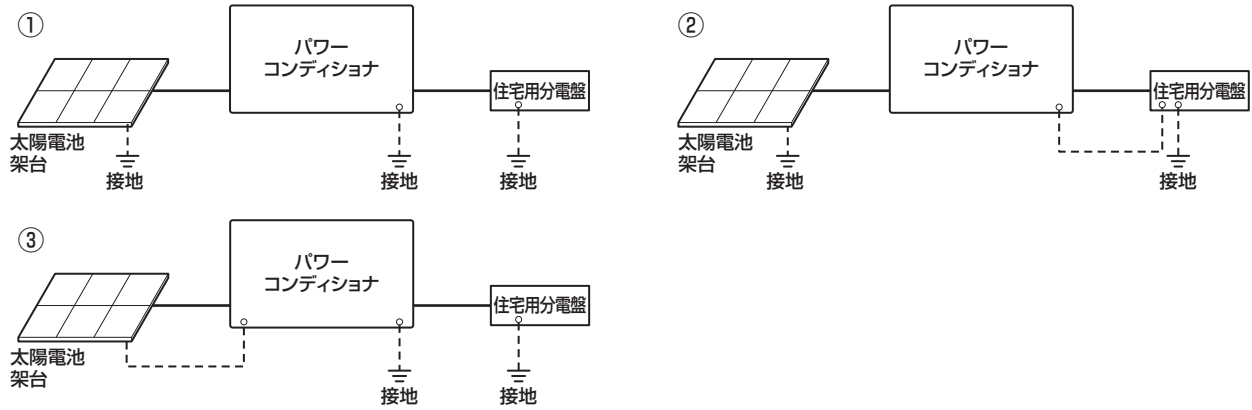 ①
パワー
コンディショナ
住宅用分電盤
太陽電池
架台
接地
接地
接地
②
パワー
コンディショナ
住宅用分電盤
太陽電池
架台
接地
接地
③
パワー
コンディショナ
住宅用分電盤
太陽電池
架台
接地
接地